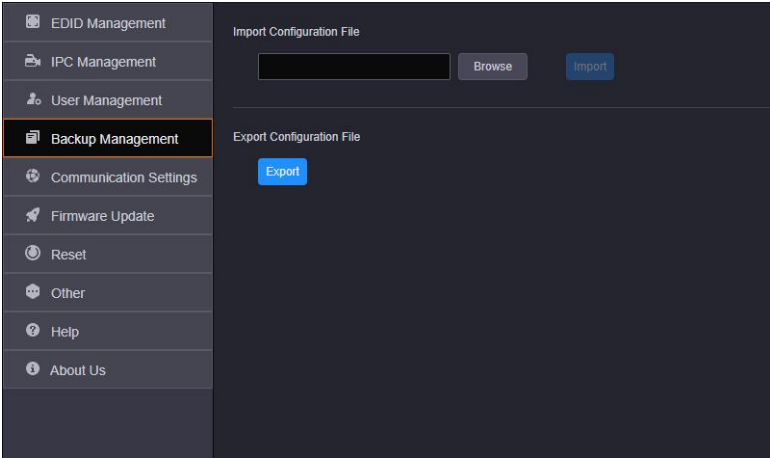 EDID Management
IPC Management
User Management
Backup Management
Communication Settings
Firmware Update
Reset
Other
Help
About Us
Import Configuration File
Browse
Import
Export Configuration File
Export